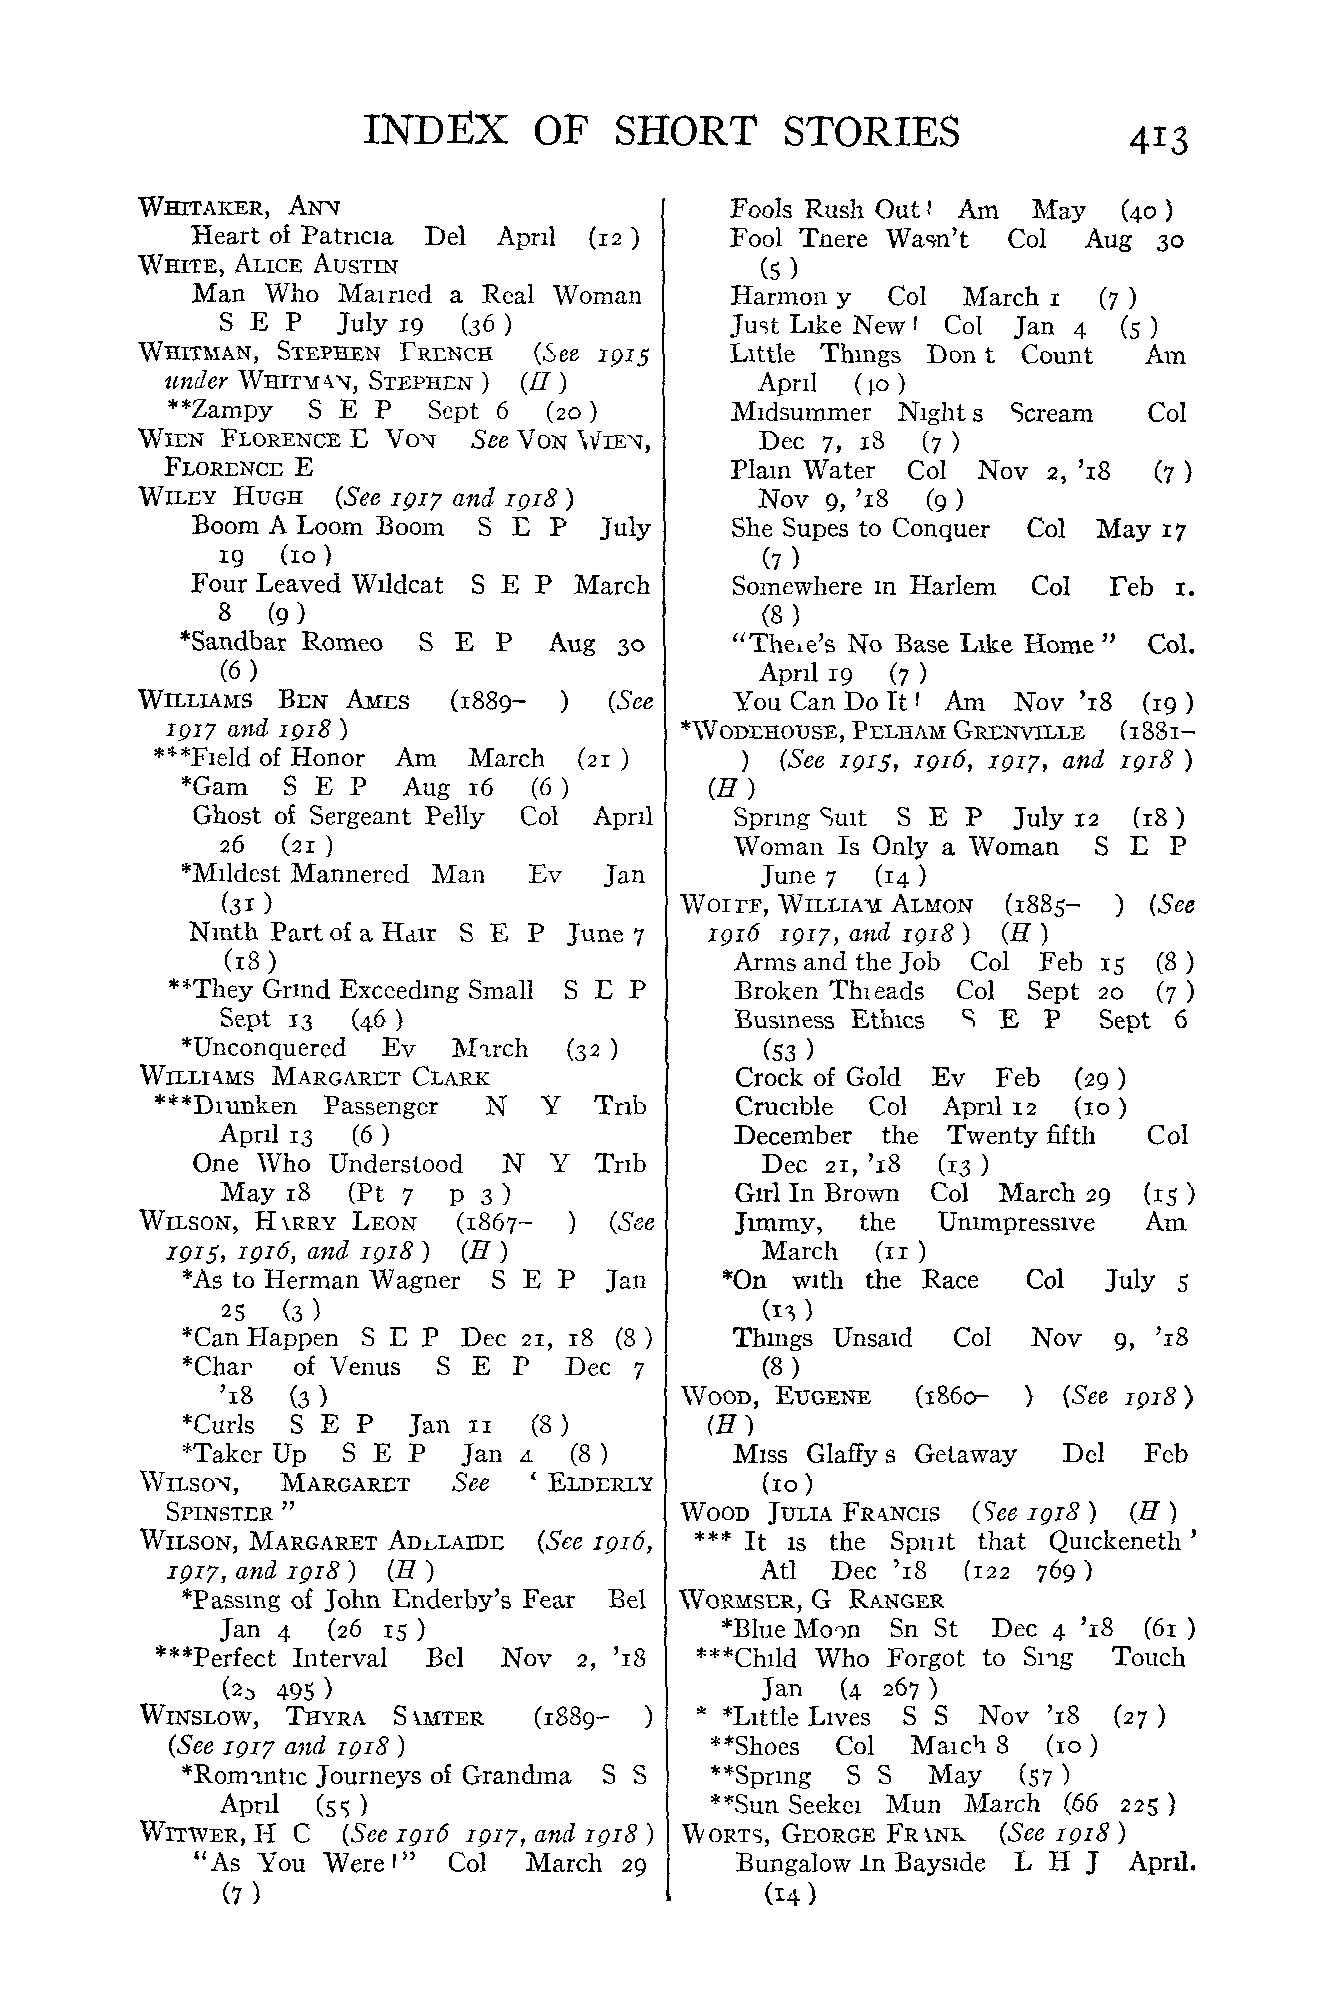 INDEX OF SHORT STORIES 413
WHITAKER, ANN
Heart of Patricia Del April (12)
WHITE, ALICE AUSTIN
Man Who Married a Real Woman
S E P July 19 (36)
WHITMAN, STEPHEN FRENCH (See 1915
under WHITMAN, STEPHEN) (H)
**Zampy S E P Sept 6 (20)
WIEN FLORENCE E VON See VON WIEN,
FLORENCE E
WILEY HUGH (See 1917 and 1918)
Boom A Loom Boom S E P July
19 (10)
Four Leaved Wildcat S E P March
8 (9)
*Sandbar Romeo S E P Aug 30
(6)
WILLIAMS BEN AMES (1889– ) (See
1917 and 1918)
***Field of Honor Am March (21)
*Gam S E P Aug 16 (6)
Ghost of Sergeant Pelly Col April
26 (21)
*Mildest Mannered Man Ev Jan
(31)
Ninth Part of a Hair S E P June 7
(18)
**They Grind Exceeding Small S E P
Sept 13 (46)
*Unconquered Ev March (32)
WILLIAMS MARGARET CLARK
***Drunken Passenger N Y Trib
April 13 (6)
One Who Understood N Y Trib
May 18 (Pt 7 p 3)
WILSON, HARRY LEON (1867– ) (See
1915, 1916, and 1918) (H)
*As to Herman Wagner S E P Jan
25 (3)
*Can Happen S E P Dec 21, 18 (8)
*Char of Venus S E P Dec 7
'18 (3)
*Curls S E P Jan 11 (8)
*Taker Up S E P Jan 4 (8)
WILSON, MARGARET See ‘ ELDERLY
SPINSTER”
WILSON, MARGARET ADELAIDE (See 1916,
1917, and 1918) (H)
*Passing of John Enderby's Fear Bel
Jan 4 (26 15)
***Perfect Interval Bel Nov 2, '18
(25 495)
WINSLOW, THYRA SAMTER (1889– )
(See 1917 and 1918)
*Romantic Journeys of Grandma S S
April (55)
WITWER, H C (See 1916 1917, and 1918)
“As You Were!” Col March 29
(7)
Fools Rush Out! Am May (40)
Fool There Wasn't Col Aug 30
(5)
Harmon y Col March 1 (7)
Just Like New! Col Jan 4 (5)
Little Things Don t Count Am
April (40)
Midsummer Night s Scream Col
Dec 7, 18 (7)
Plain Water Col Nov 2, '18 (7)
Nov 9, '18 (9)
She Supes to Conquer Col May 17
(7)
Somewhere in Harlem Col Feb 1.
(8)
“There's No Base Like Home” Col.
April 19 (7)
You Can Do It! Am Nov '18 (19)
*WODEHOUSE, PELHAM GRENVILLE (1881–
) (See 1915, 1916, 1917, and 1918)
(H)
Spring Suit S E P July 12 (18)
Woman Is Only a Woman S E P
June 7 (14)
WOLFF, WILLIAM ALMON (1885– ) (See
1916 1917, and 1918) (H)
Arms and the Job Col Feb 15 (8)
Broken Threads Col Sept 20 (7)
Business Ethics S E P Sept 6
(53)
Crock of Gold Ev Feb (29)
Crucible Col April 12 (10)
December the Twenty fifth Col
Dec 21, '18 (13)
Girl In Brown Col March 29 (15)
Jimmy, the Unimpressive Am
March (11)
*On with the Race Col July 5
(13)
Things Unsaid Col Nov 9, '18
(8)
WOOD, EUGENE (1860– ) (See 1918)
(H)
Miss Glaffy s Getaway Del Feb
(10)
WOOD JULIA FRANCIS (See 1918) (H)
*** It is the Spirit that Quickeneth ’
Atl Dec '18 (122 769)
WORMSER, G RANGER
*Blue Moon Sn St Dec 4 '18 (61)
***Child Who Forgot to Sing Touch
Jan (4 267)
* *Little Lives S S Nov '18 (27)
**Shoes Col March 8 (10)
**Spring S S May (57)
**Sun Seeker Mun March (66 225)
WORTS, GEORGE FRANK (See 1918)
Bungalow in Bayside L H J April.
(14)